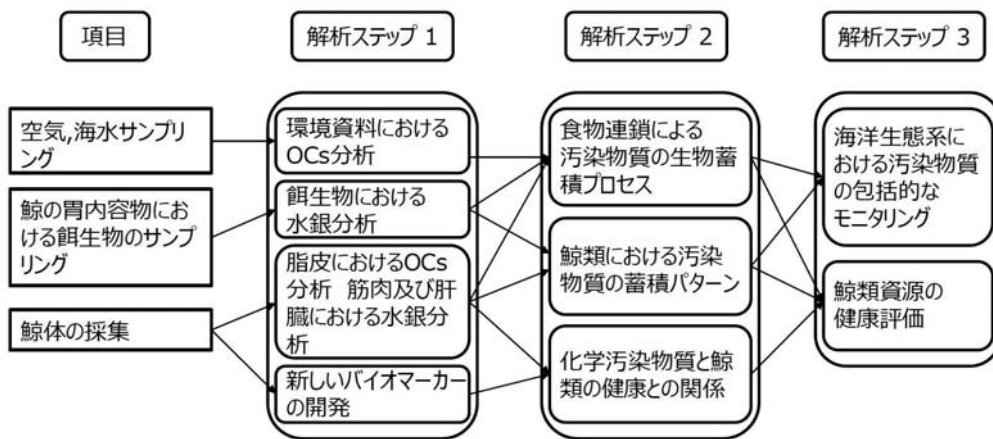 項目
解析ステップ 1
解析ステップ 2
解析ステップ 3
空気,海水サンプリ
ング
鯨の胃内容物にお
ける餌生物のサンプ
リング
鯨体の採集
環境資料における
OCs分析
餌生物における
水銀分析
脂皮におけるOCs
分析 筋肉及び肝
臓における水銀分
析
新しいバイオマーカー
の開発
食物連鎖による
汚染物質の生物蓄
積プロセス
鯨類における汚染
物質の蓄積パターン
化学汚染物質と鯨
類の健康との関係
海洋生態系に
おける汚染物質
の包括的な
モニタリング
鯨類資源の
健康評価